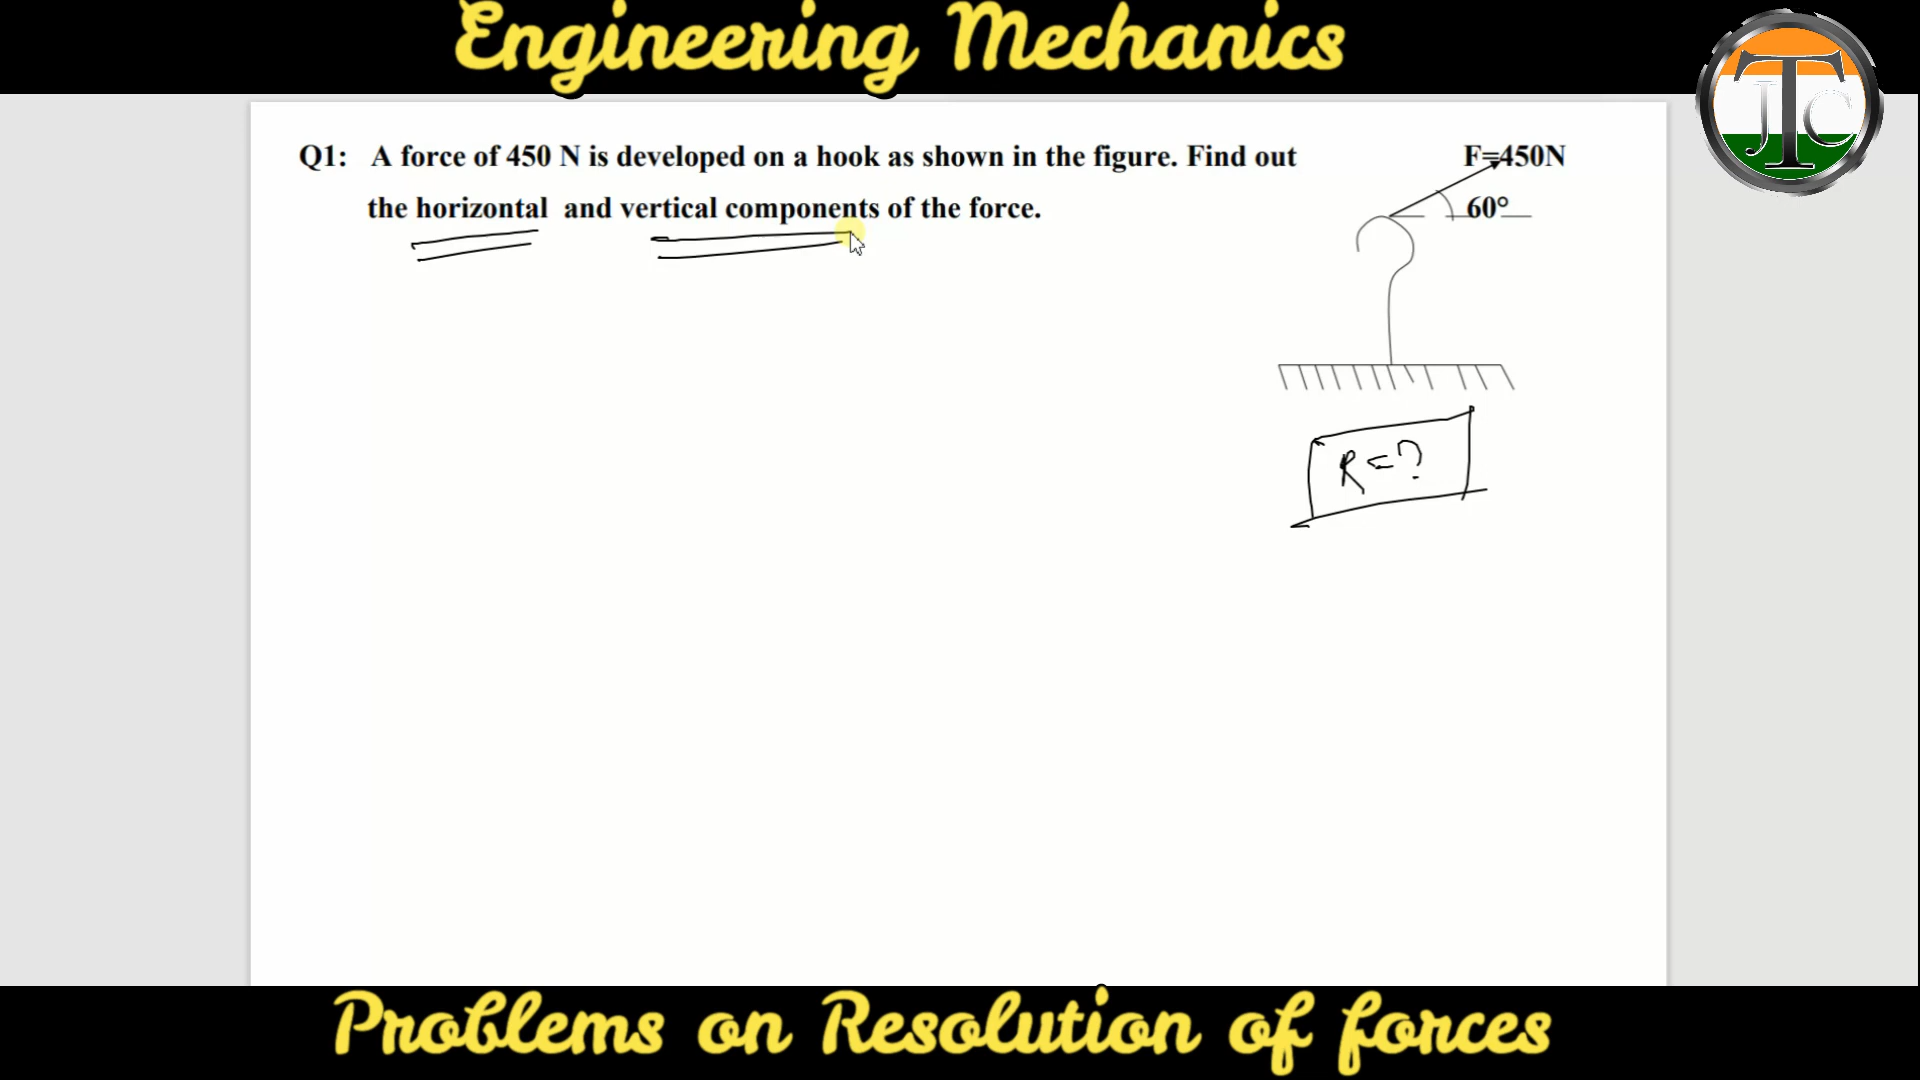 Engineering Mechanics
JTC
Q1: A force of 450 N is developed on a hook as shown in the figure. Find out
the horizontal and vertical components of the force.
F=450N
60°
R=?
Problems on Resolution of forces